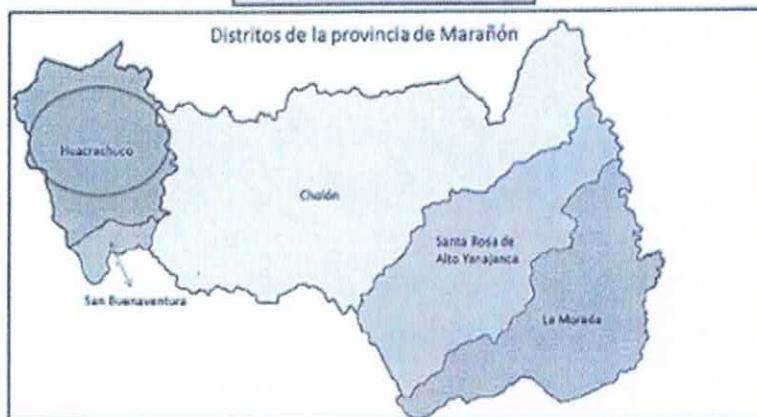 Distritos de la provincia de Marañón
Huacrachuco
Cholón
Santa Rosa de
Alto Yanajanca
San Buenaventura
La Morada